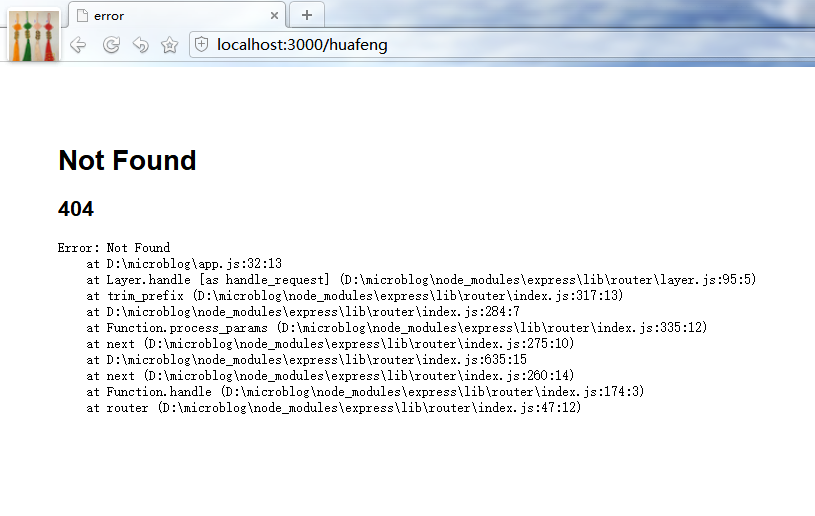 error
localhost:3000/huafeng
Not Found
404
Error: Not Found
at D:\microblog\app.js:32:13
at Layer.handle [as handle_request] (D:\microblog\node_modules\express\lib\router\layer.js:95:5)
at trim_prefix (D:\microblog\node_modules\express\lib\router\index.js:317:13)
at D:\microblog\node_modules\express\lib\router\index.js:284:7
at Function.process_params (D:\microblog\node_modules\express\lib\router\index.js:335:12)
at next (D:\microblog\node_modules\express\lib\router\index.js:275:10)
at D:\microblog\node_modules\express\lib\router\index.js:635:15
at next (D:\microblog\node_modules\express\lib\router\index.js:260:14)
at Function.handle (D:\microblog\node_modules\express\lib\router\index.js:174:3)
at router (D:\microblog\node_modules\express\lib\router\index.js:47:12)